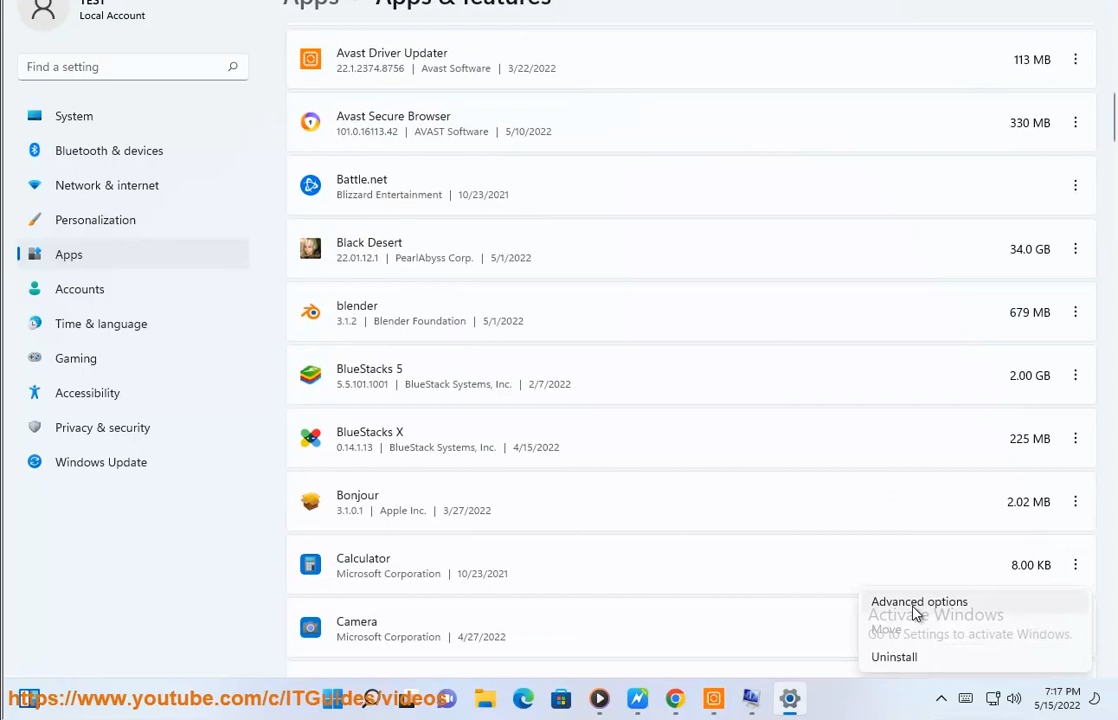 TEST
Local Account
Apps > Apps & features
Find a setting
System
Bluetooth & devices
Network & internet
Personalization
Apps
Accounts
Time & language
Gaming
Accessibility
Privacy & security
Windows Update
Avast Driver Updater
22.1.2374.8756 | Avast Software | 3/22/2022
113 MB
Avast Secure Browser
101.0.16113.42 | AVAST Software | 5/10/2022
330 MB
Battle.net
Blizzard Entertainment | 10/23/2021
Black Desert
22.01.12.1 | PearlAbyss Corp. | 5/1/2022
34.0 GB
blender
3.1.2 | Blender Foundation | 5/1/2022
679 MB
BlueStacks 5
5.5.101.1001 | BlueStack Systems, Inc. | 2/7/2022
2.00 GB
BlueStacks X
0.14.1.13 | BlueStack Systems, Inc. | 4/15/2022
225 MB
Bonjour
3.1.0.1 | Apple Inc. | 3/27/2022
2.02 MB
Calculator
Microsoft Corporation | 10/23/2021
8.00 KB
Camera
Microsoft Corporation | 4/27/2022
Advanced options
Activate Windows
Move
Go to Settings to activate Windows.
Uninstall
https://www.youtube.com/c/ITGuides/videos
7:17 PM
5/15/2022